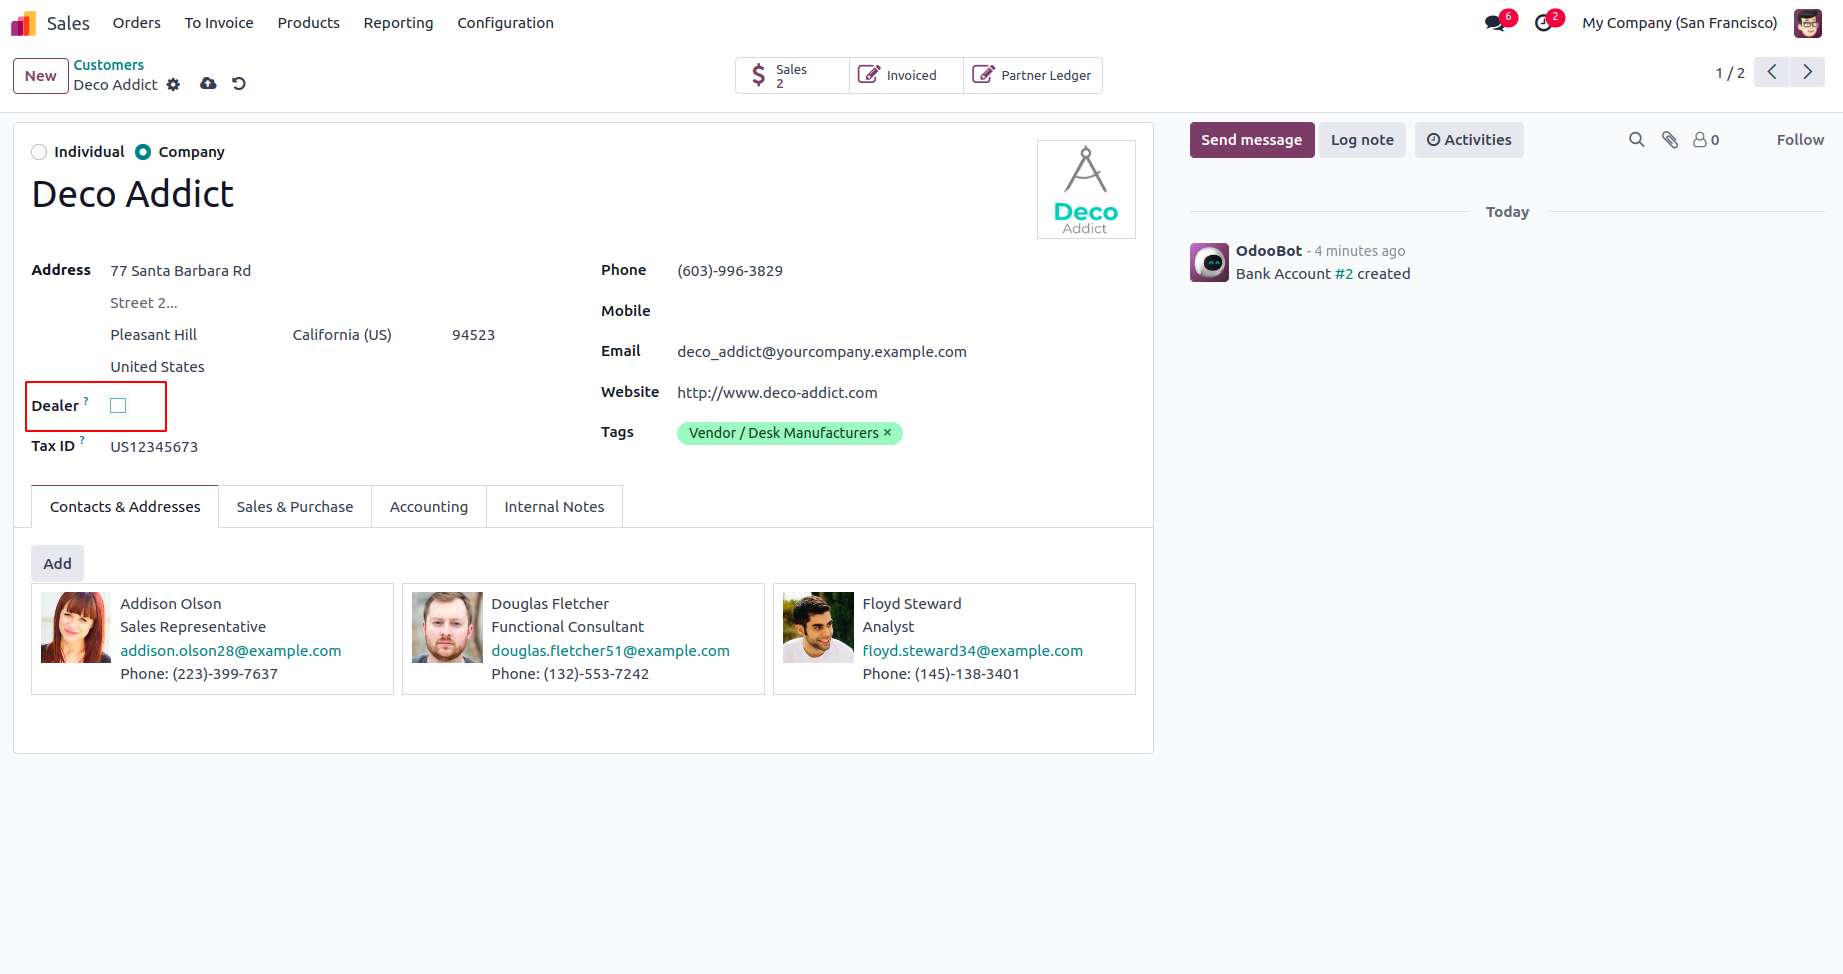 Sales Orders To Invoice Products Reporting Configuration 6 2 My Company (San Francisco)
New Customers
Deco Addict
Sales 2 Invoiced Partner Ledger
1 / 2
Individual Company
Deco Addict
Deco
Addict
Address 77 Santa Barbara Rd
Street 2...
Pleasant Hill California (US) 94523
United States
Dealer ?
Tax ID ? US12345673
Phone (603)-996-3829
Mobile
Email deco_addict@yourcompany.example.com
Website http://www.deco-addict.com
Tags Vendor / Desk Manufacturers ×
Contacts & Addresses Sales & Purchase Accounting Internal Notes
Add
Addison Olson
Sales Representative
addison.olson28@example.com
Phone: (223)-399-7637
Douglas Fletcher
Functional Consultant
douglas.fletcher51@example.com
Phone: (132)-553-7242
Floyd Steward
Analyst
floyd.steward34@example.com
Phone: (145)-138-3401
Send message Log note Activities 0 Follow
Today
OdooBot - 4 minutes ago
Bank Account #2 created